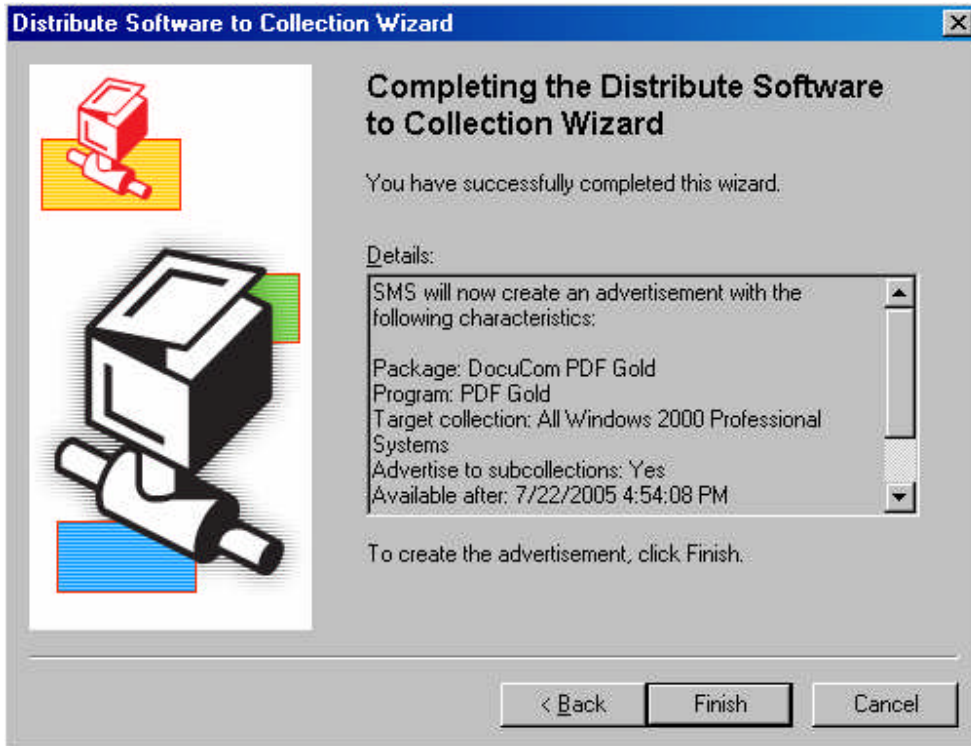 Distribute Software to Collection Wizard
Completing the Distribute Software
to Collection Wizard
You have successfully completed this wizard.
Details:
SMS will now create an advertisement with the
following characteristics:
Package: DocuCom PDF Gold
Program: PDF Gold
Target collection: All Windows 2000 Professional
Systems
Advertise to subcollections: Yes
Available after: 7/22/2005 4:54:08 PM
To create the advertisement, click Finish.
< Back
Finish
Cancel